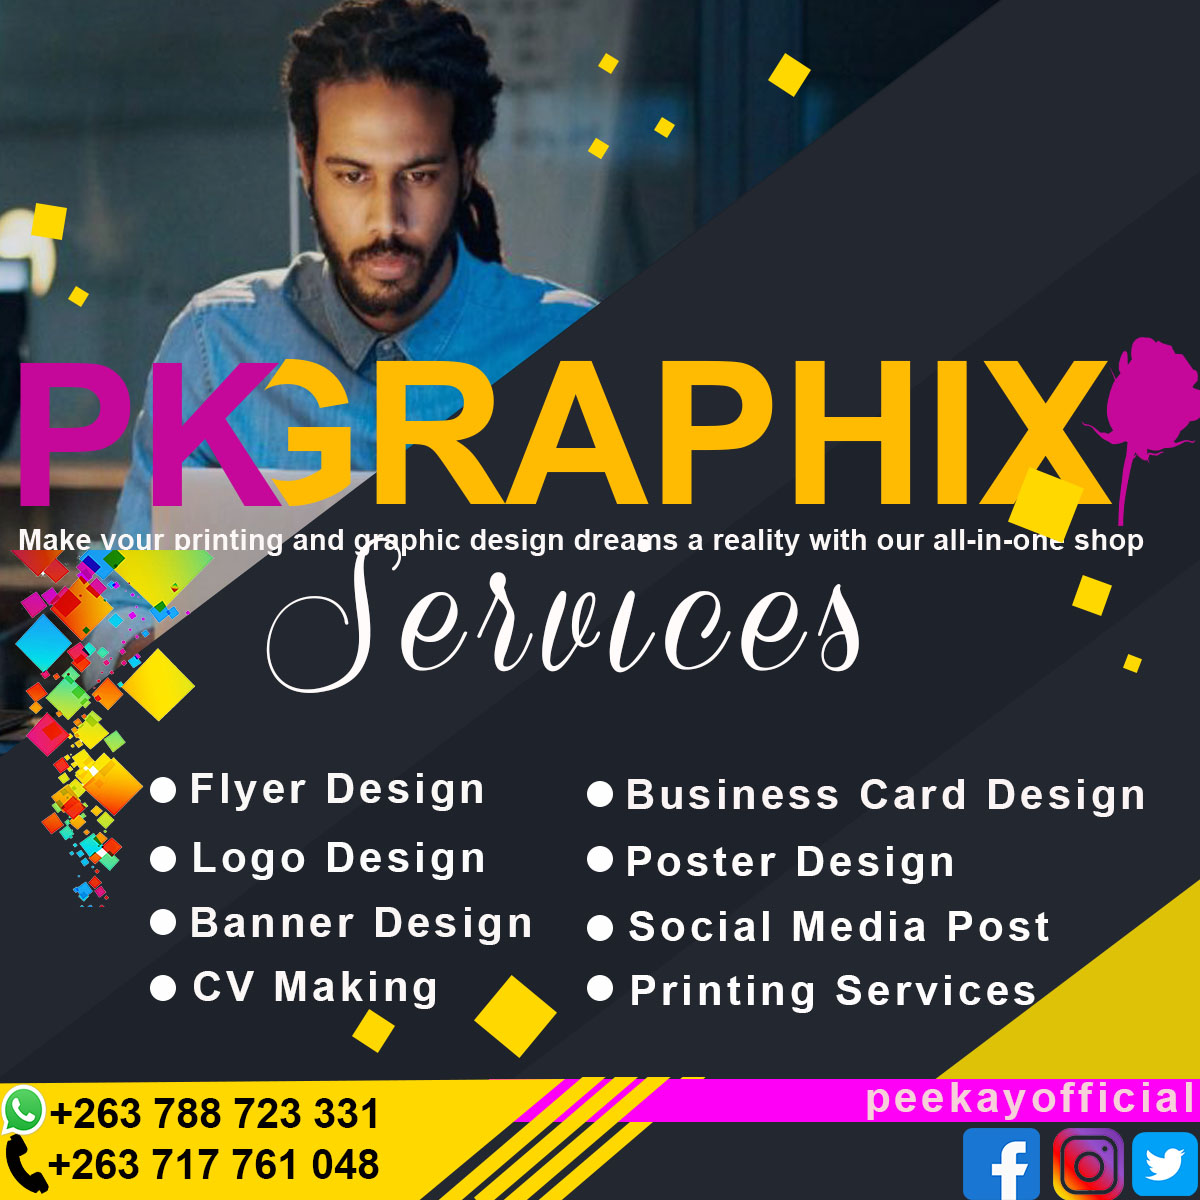 PKGRAPHIX
Make your printing and graphic design dreams a reality with our all-in-one shop
Services
Flyer Design
Logo Design
Banner Design
CV Making
Business Card Design
Poster Design
Social Media Post
Printing Services
+263 788 723 331
+263 717 761 048
peekayofficial